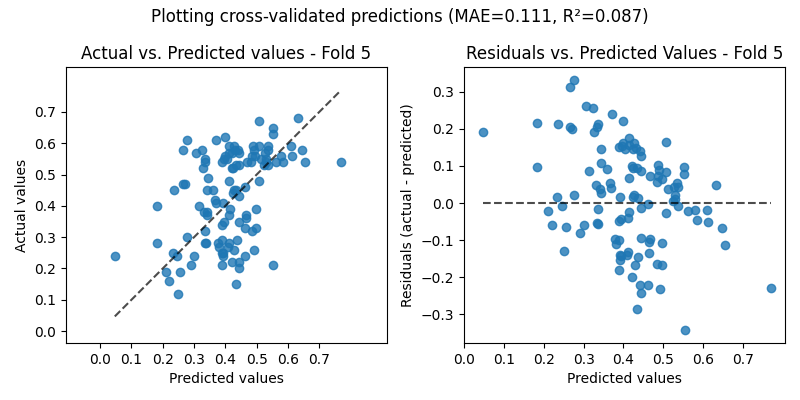 Plotting cross-validated predictions (MAE=0.111, R²=0.087)
Actual vs. Predicted values - Fold 5
Actual values
0.7
0.6
0.5
0.4
0.3
0.2
0.1
0.0
0.0 0.1 0.2 0.3 0.4 0.5 0.6 0.7
Predicted values
Residuals vs. Predicted Values - Fold 5
Residuals (actual - predicted)
0.3
0.2
0.1
0.0
−0.1
−0.2
−0.3
0.0 0.1 0.2 0.3 0.4 0.5 0.6 0.7
Predicted values